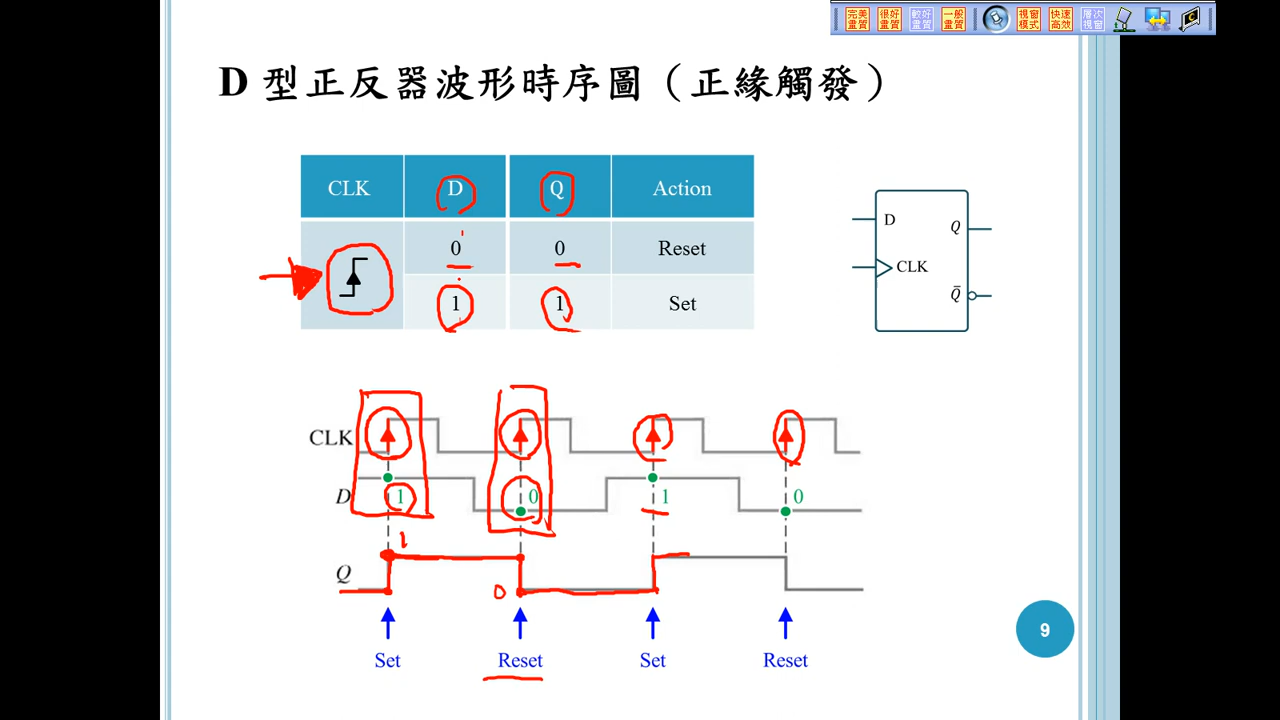 完美 很好 較好 一般 視窗 快速 層次
畫質 畫質 畫質 畫質 模式 高效 視窗
D 型正反器波形時序圖（正緣觸發）
CLK D Q Action
0 0 Reset
1 1 Set
D Q
CLK
Q̅
CLK
D 1 0 1 0
1
Q 0
Set Reset Set Reset
9